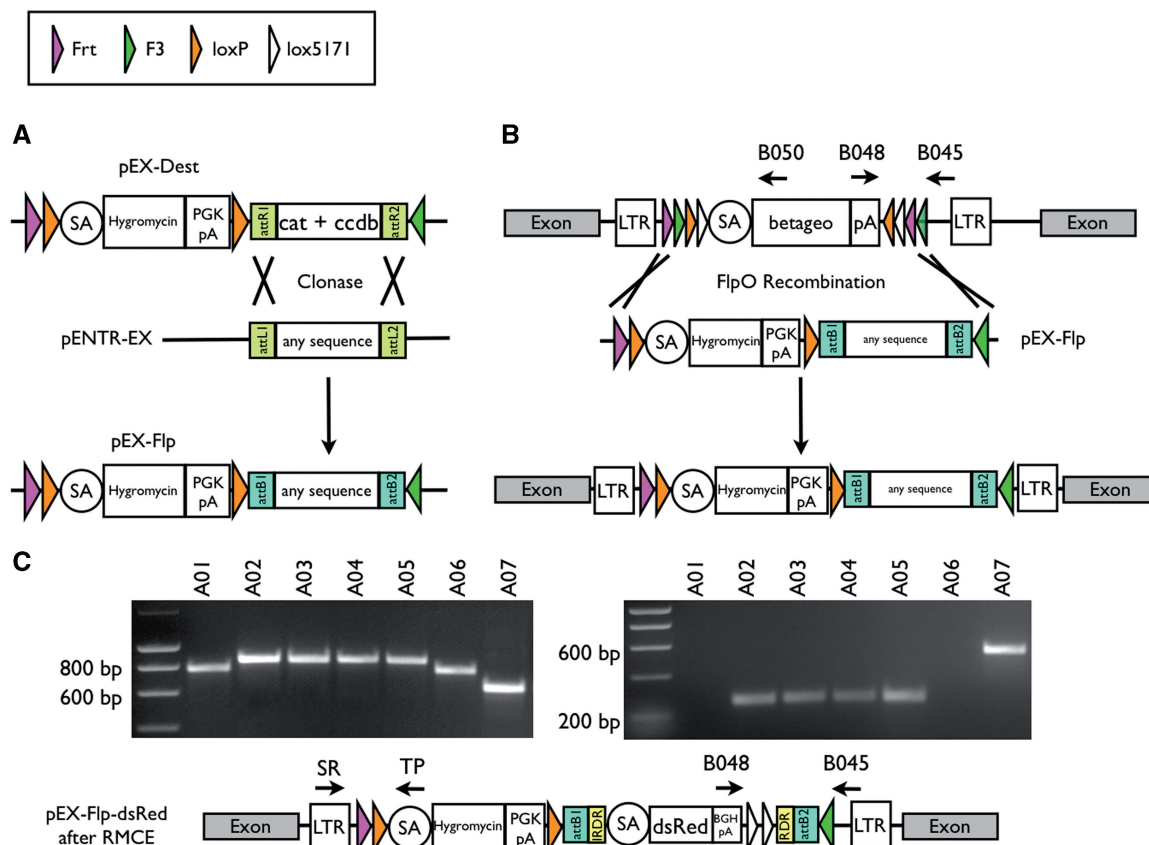 Frt F3 loxP lox5171
A B
pEX-Dest
SA Hygromycin PGK pA attR1 cat + ccdb attR2
Clonase
pENTR-EX attL1 any sequence attL2
pEX-Flp
SA Hygromycin PGK pA attB1 any sequence attB2
B050 B048 B045
Exon LTR SA betageo pA LTR Exon
FlpO Recombination
SA Hygromycin PGK pA attB1 any sequence attB2 pEX-Flp
Exon LTR SA Hygromycin PGK pA attB1 any sequence attB2 LTR Exon
C
A01 A02 A03 A04 A05 A06 A07
800 bp
600 bp
A01 A02 A03 A04 A05 A06 A07
600 bp
200 bp
SR TP B048 B045
pEX-Flp-dsRed
after RMCE
Exon LTR SA Hygromycin PGK pA attB1 SA dsRed BGH pA RDR attB2 LTR Exon